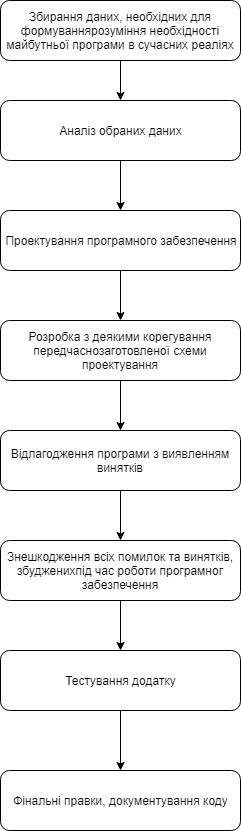 Збирання даних, необхідних для
формуваннярозуміння необхідності
майбутньої програми в сучасних реаліях
Аналіз обраних даних
Проектування програмного забезпечення
Розробка з деякими корегування
передчаснозаготовленої схеми
проектування
Відлагодження програми з виявленням
винятків
Знешкодження всіх помилок та винятків,
збудженихпід час роботи програмног
забезпечення
Тестування додатку
Фінальні правки, документування коду